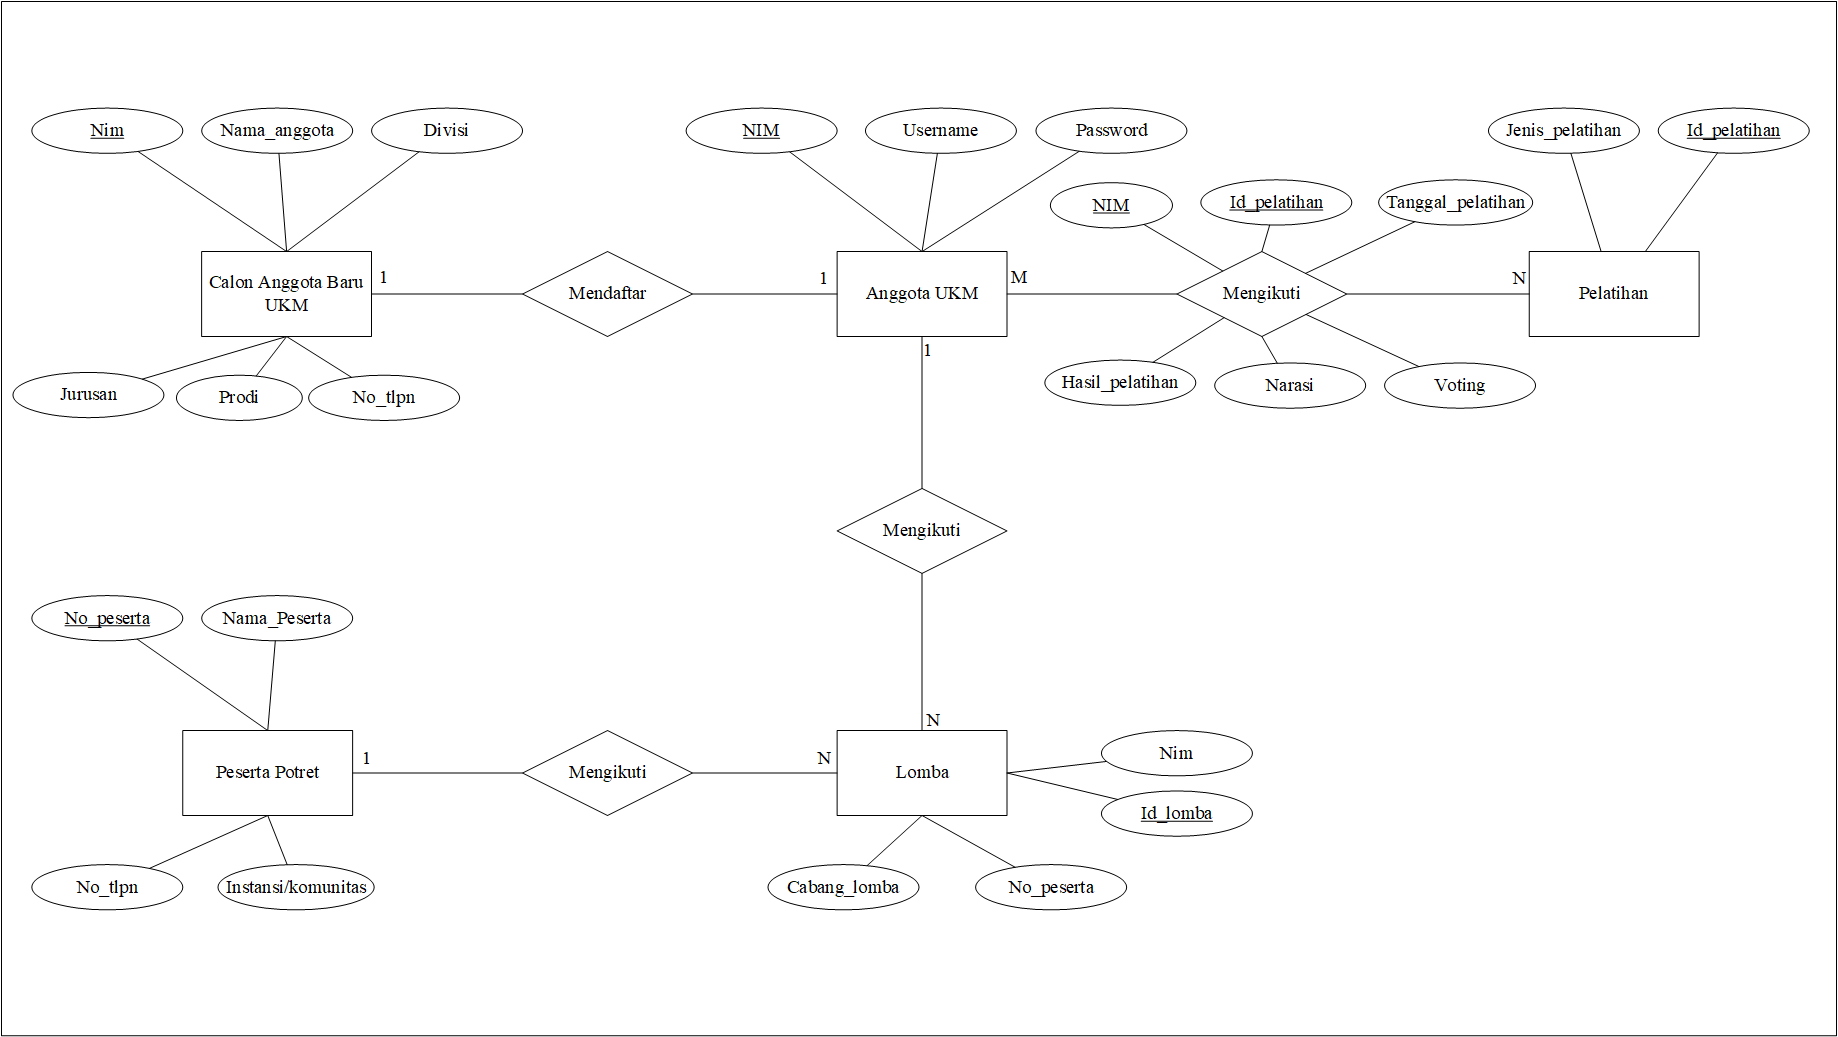 Nim
Nama_anggota
Divisi
NIM
Username
Password
Jenis_pelatihan
Id_pelatihan
NIM
Id_pelatihan
Tanggal_pelatihan
Calon Anggota Baru
UKM
1
Mendaftar
1
Anggota UKM
M
Mengikuti
N
Pelatihan
1
Jurusan
Prodi
No_tlpn
Hasil_pelatihan
Narasi
Voting
Mengikuti
No_peserta
Nama_Peserta
N
Peserta Potret
1
Mengikuti
N
Lomba
Nim
Id_lomba
No_tlpn
Instansi/komunitas
Cabang_lomba
No_peserta